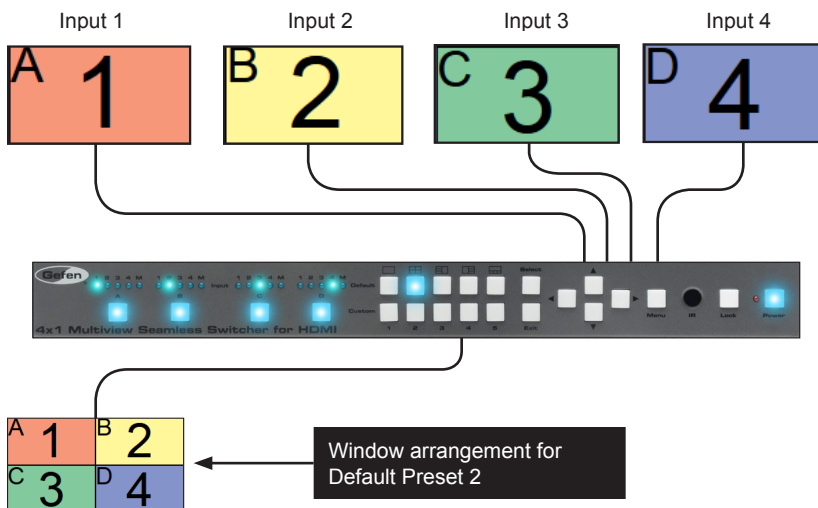 Input 1 Input 2 Input 3 Input 4
A 1 B 2 C 3 D 4
Gefen
1 2 3 4 M 1 2 3 4 M 1 2 3 4 M 1 2 3 4 M Select
Input Default
A B C D
Custom
4x1 Multiview Seamless Switcher for HDMI
1 2 3 4 5 Exit Menu IR Lock Power
A 1 B 2
C 3 D 4
Window arrangement for
Default Preset 2